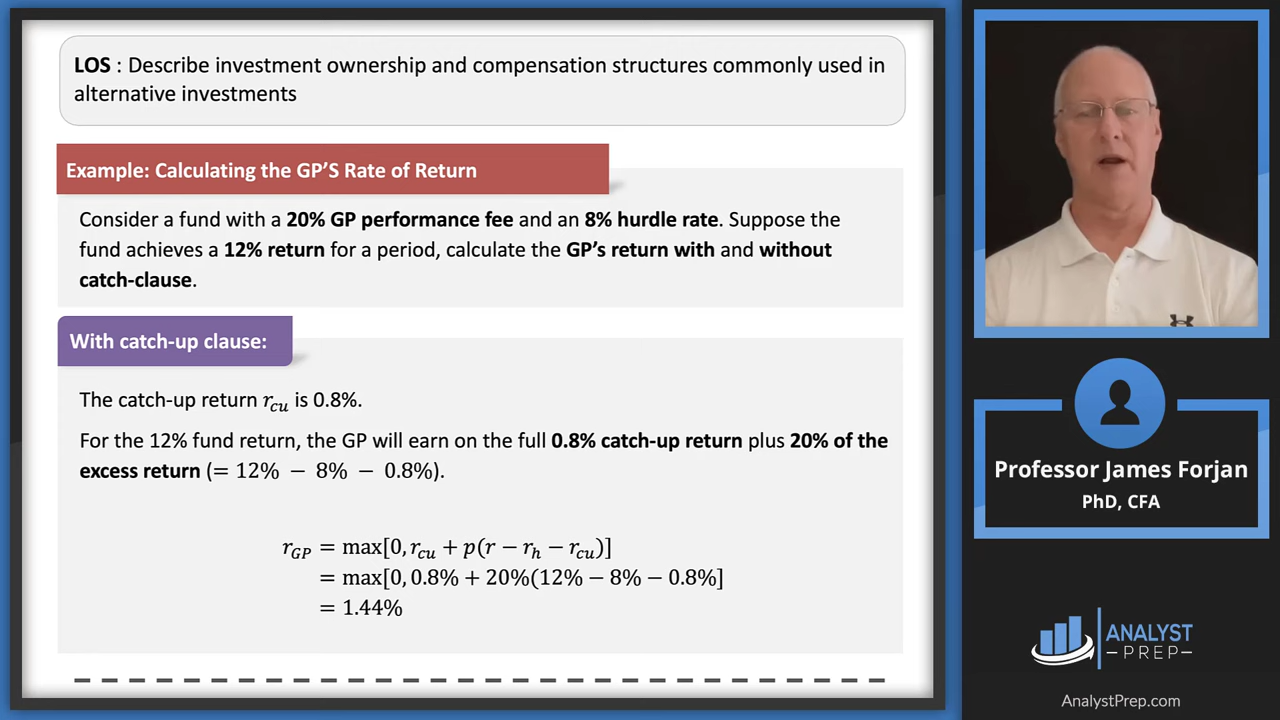 LOS : Describe investment ownership and compensation structures commonly used in
alternative investments
Example: Calculating the GP’S Rate of Return
Consider a fund with a 20% GP performance fee and an 8% hurdle rate. Suppose the
fund achieves a 12% return for a period, calculate the GP’s return with and without
catch-clause.
With catch-up clause:
The catch-up return r_cu is 0.8%.
For the 12% fund return, the GP will earn on the full 0.8% catch-up return plus 20% of the
excess return (= 12% − 8% − 0.8%).
r_GP = max[0, r_cu + p(r − r_h − r_cu)]
= max[0, 0.8% + 20%(12% − 8% − 0.8%]
= 1.44%
Professor James Forjan
PhD, CFA
ANALYST
PREP
AnalystPrep.com